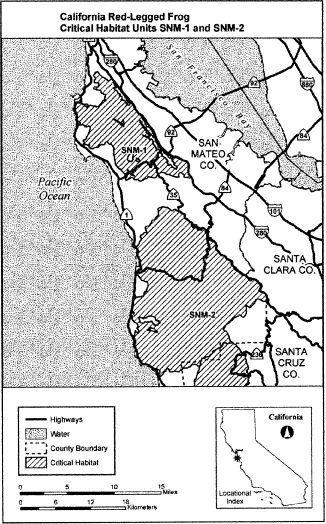 California Red-Legged Frog
Critical Habitat Units SNM-1 and SNM-2
280
San Francisco Bay
92
880
SNM-1
92
SAN
MATEO
CO.
84
Pacific
Ocean
35
84
1
101
280
SANTA
CLARA CO.
SNM-2
236
SANTA
CRUZ
CO.
Highways
Water
County Boundary
Critical Habitat
California
Locational
Index
0 5 10 15
Miles
0 6 12 18
Kilometers